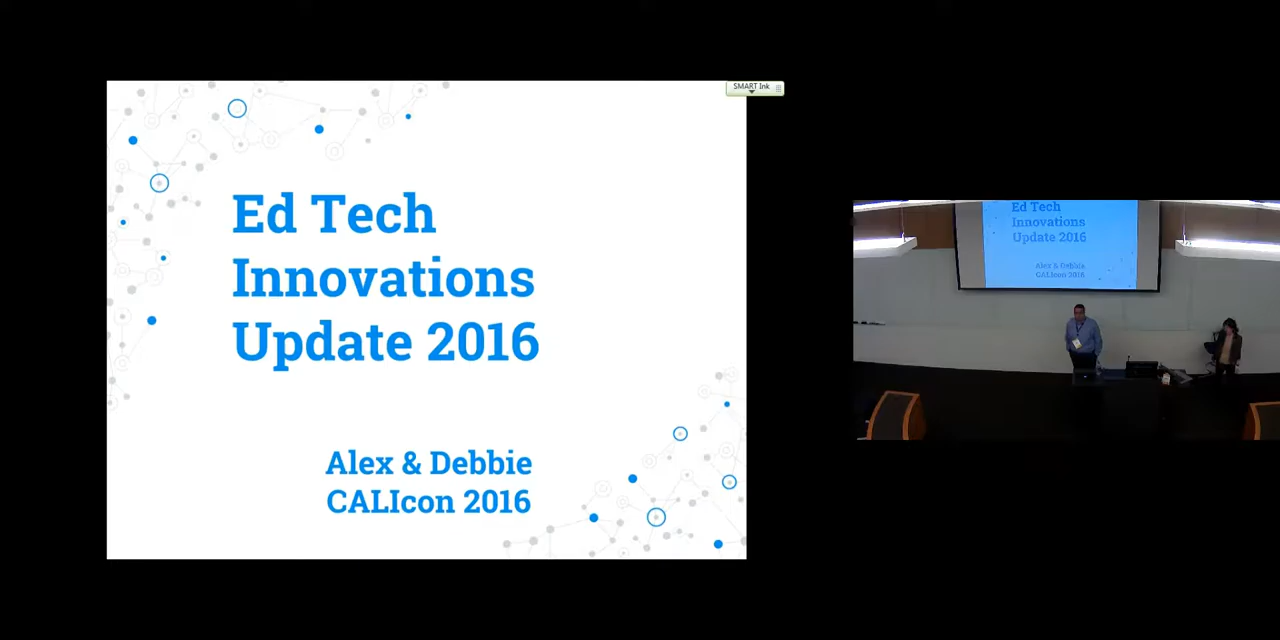 SMART Ink
Ed Tech
Innovations
Update 2016
Alex & Debbie
CALIcon 2016
Ed Tech
Innovations
Update 2016
Alex & Debbie
CALIcon 2016